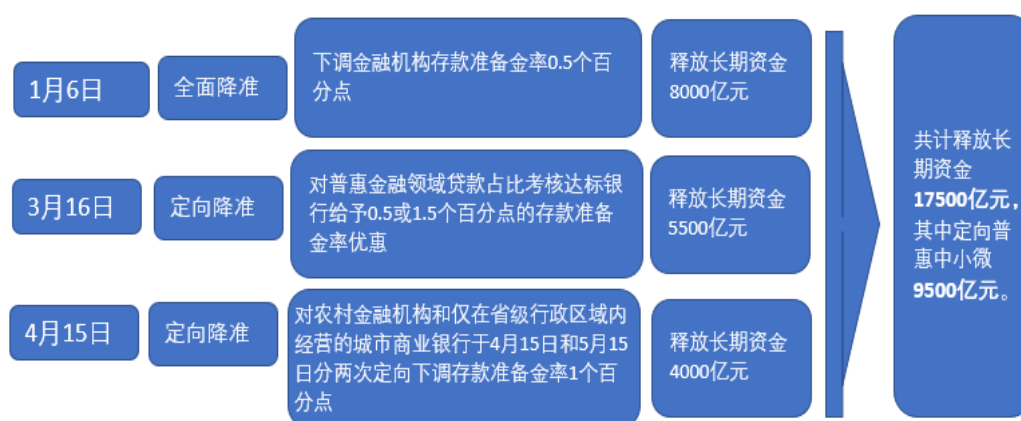 1月6日
全面降准
下调金融机构存款准备金率0.5个百
分点
释放长期资金
8000亿元
3月16日
定向降准
对普惠金融领域贷款占比考核达标银
行给予0.5或1.5个百分点的存款准备
金率优惠
释放长期资金
5500亿元
4月15日
定向降准
对农村金融机构和仅在省级行政区域内
经营的城市商业银行于4月15日和5月15
日分两次定向下调存款准备金率1个百
分点
释放长期资金
4000亿元
共计释放长
期资金
17500亿元,
其中定向普
惠中小微
9500亿元。